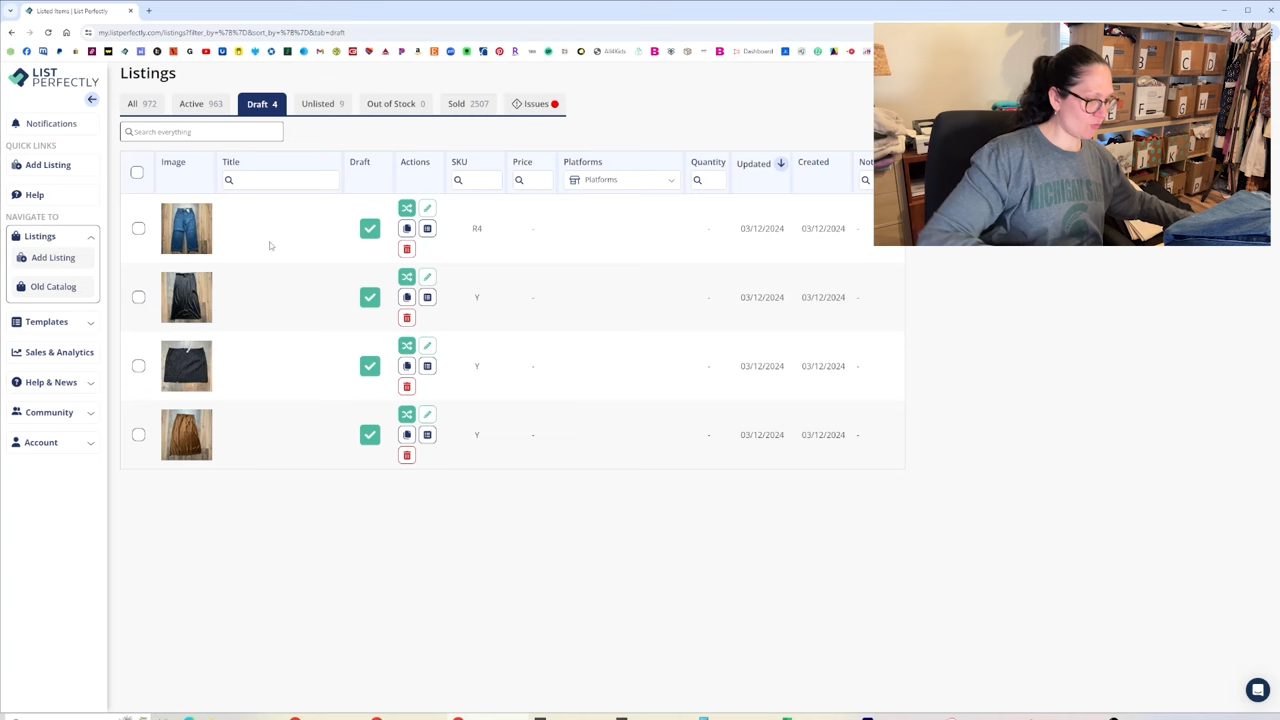 Listed Items | List Perfectly
my.listperfectly.com/listings?filter_by=%7B%7D&sort_by=%7B%7D&tab=draft
All4Kids
Dashboard
LIST
PERFECTLY
Notifications
QUICK LINKS
Add Listing
Help
NAVIGATE TO
Listings
Add Listing
Old Catalog
Templates
Sales & Analytics
Help & News
Community
Account
Listings
All 972
Active 963
Draft 4
Unlisted 9
Out of Stock 0
Sold 2507
Issues
Search everything
Image Title Draft Actions SKU Price Platforms Quantity Updated Created Not
Platforms
R4 - - 03/12/2024 03/12/2024 -
Y - - 03/12/2024 03/12/2024 -
Y - - 03/12/2024 03/12/2024 -
Y - - 03/12/2024 03/12/2024 -
MICHIGAN STATE
A B C D
E
J K